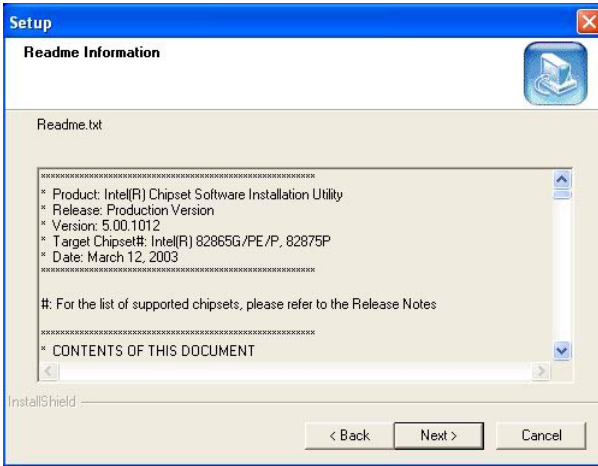 Setup
Readme Information
Readme.txt
******************************************************
* Product: Intel(R) Chipset Software Installation Utility
* Release: Production Version
* Version: 5.00.1012
* Target Chipset#: Intel(R) 82865G/PE/P, 82875P
* Date: March 12, 2003
******************************************************
#: For the list of supported chipsets, please refer to the Release Notes
******************************************************
* CONTENTS OF THIS DOCUMENT
InstallShield
< Back
Next >
Cancel